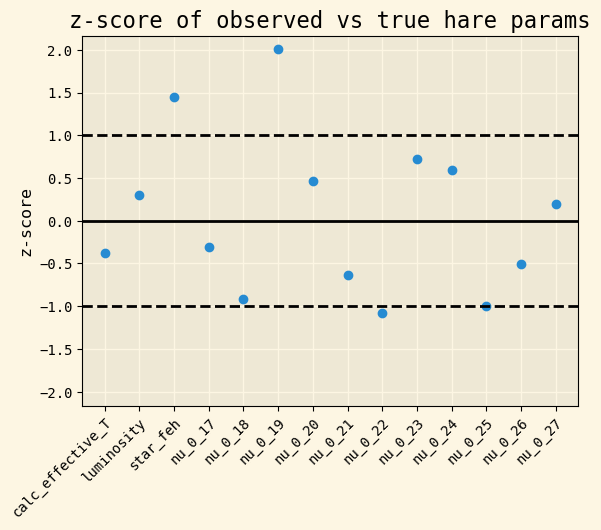 z-score of observed vs true hare params
z-score
2.0
1.5
1.0
0.5
0.0
−0.5
−1.0
−1.5
−2.0
calc_effective_T
luminosity
star_feh
nu_0_17
nu_0_18
nu_0_19
nu_0_20
nu_0_21
nu_0_22
nu_0_23
nu_0_24
nu_0_25
nu_0_26
nu_0_27